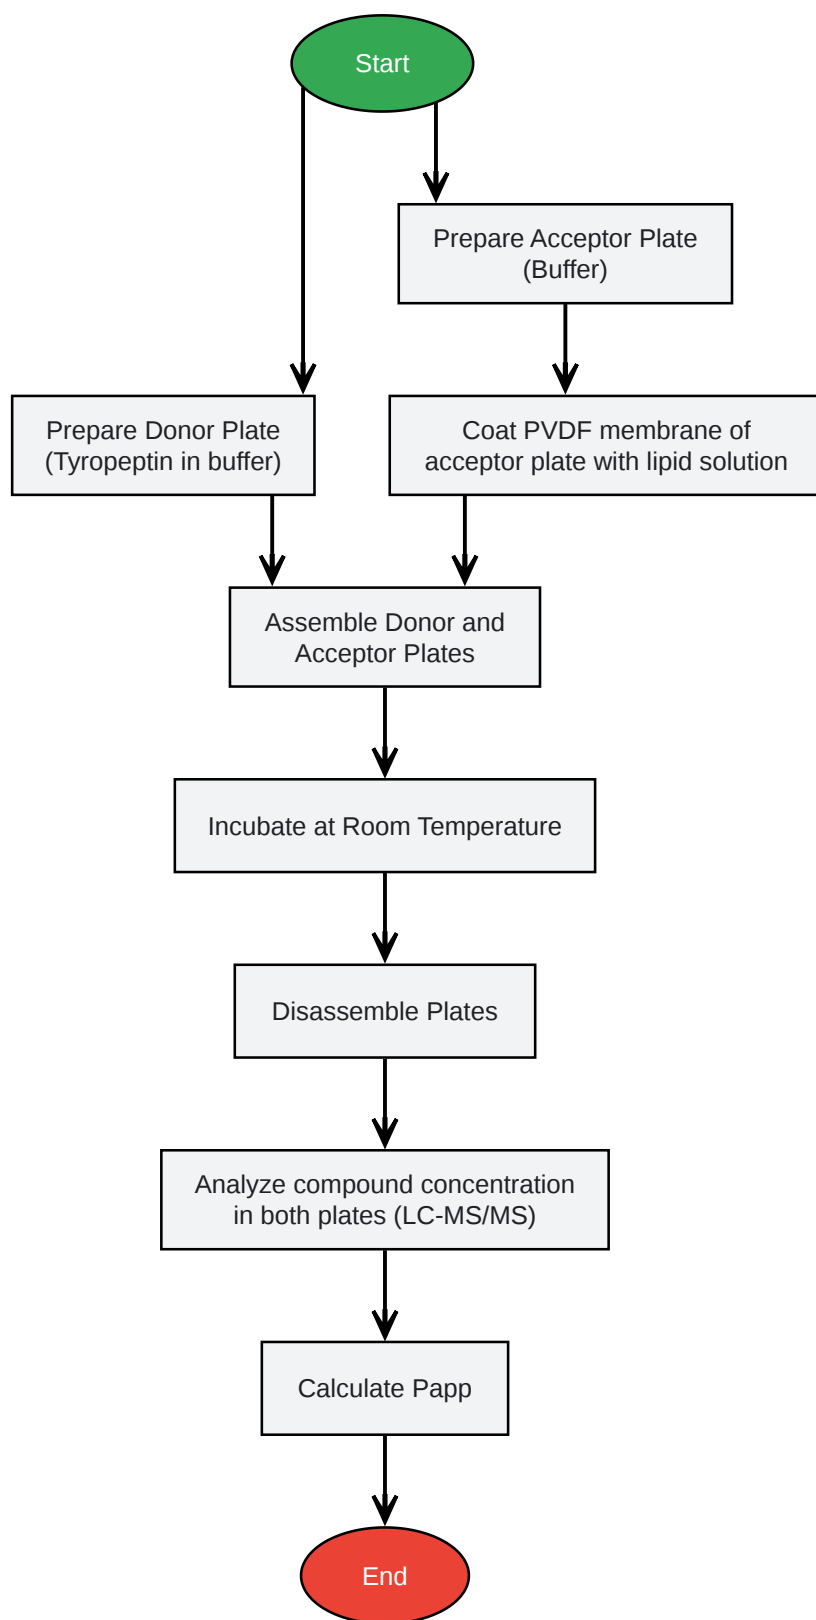 Start
Prepare Acceptor Plate
(Buffer)
Prepare Donor Plate
(Tyropeptin in buffer)
Coat PVDF membrane of
acceptor plate with lipid solution
Assemble Donor and
Acceptor Plates
Incubate at Room Temperature
Disassemble Plates
Analyze compound concentration
in both plates (LC-MS/MS)
Calculate Papp
End